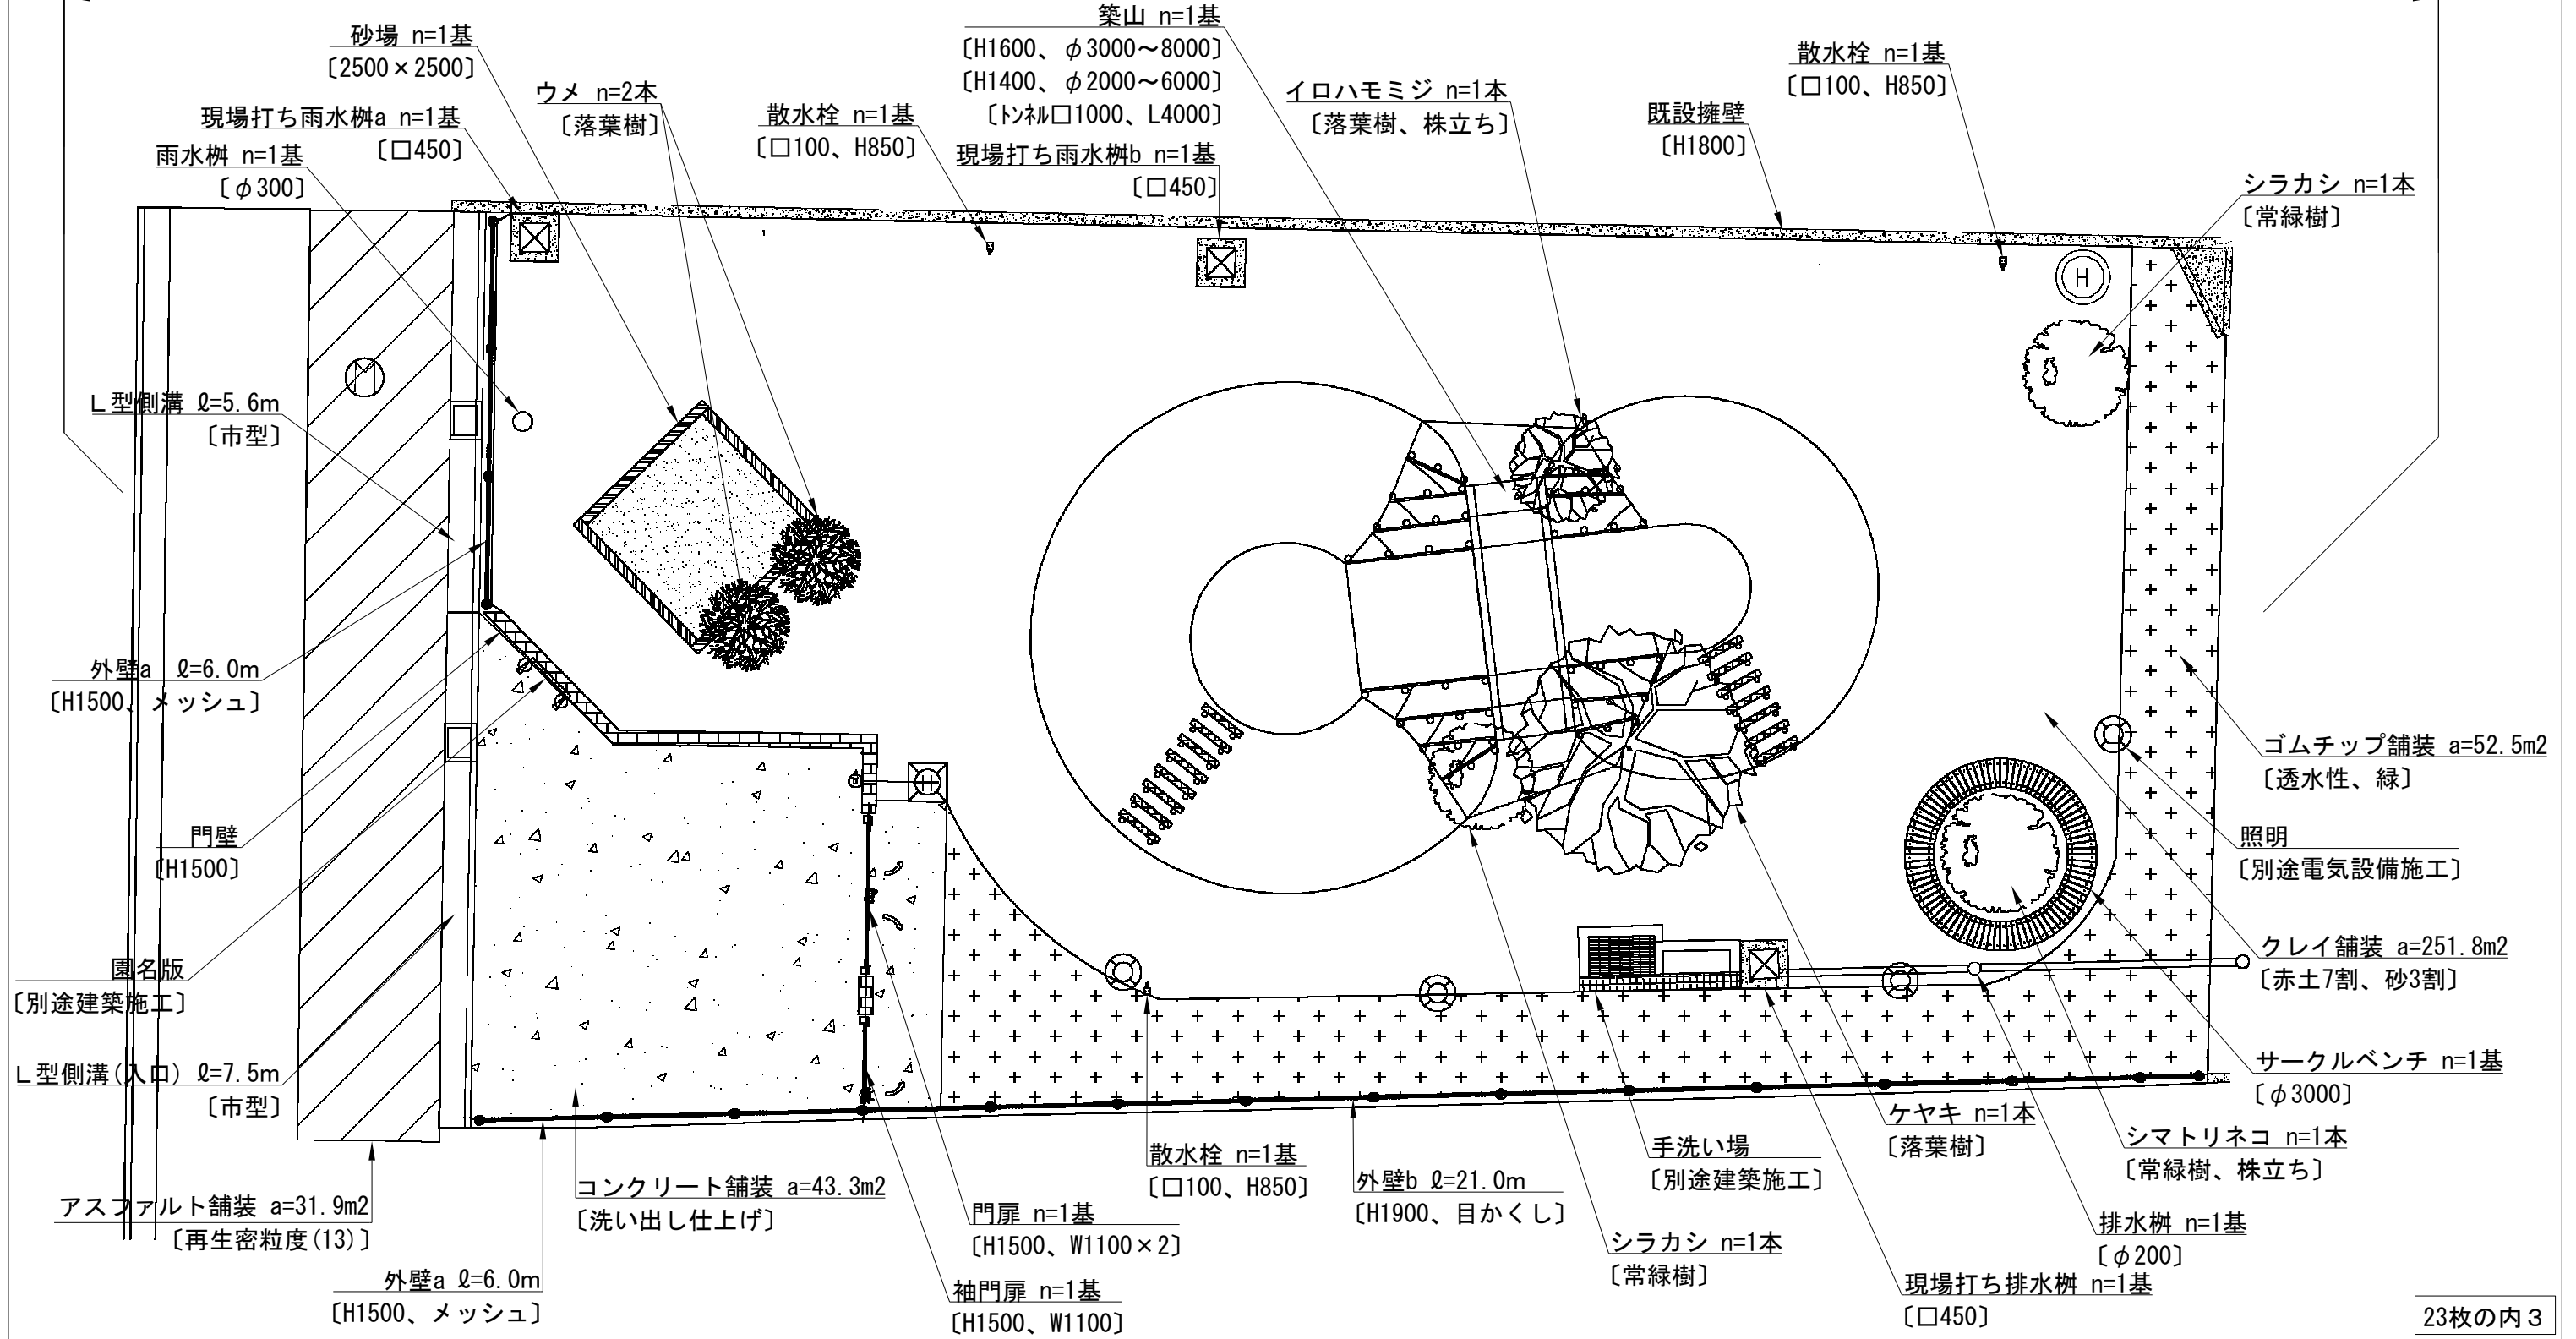 築山 n=1基
〔H1600、φ3000～8000〕
〔H1400、φ2000～6000〕
〔トンネル□1000、L4000〕
砂場 n=1基
〔2500×2500〕
ウメ n=2本
〔落葉樹〕
散水栓 n=1基
〔□100、H850〕
イロハモミジ n=1本
〔落葉樹、株立ち〕
散水栓 n=1基
〔□100、H850〕
既設擁壁
〔H1800〕
現場打ち雨水桝a n=1基
〔□450〕
雨水桝 n=1基
〔φ300〕
現場打ち雨水桝b n=1基
〔□450〕
シラカシ n=1本
〔常緑樹〕
H
M
L型側溝 ℓ=5.6m
〔市型〕
外壁a ℓ=6.0m
〔H1500、メッシュ〕
門壁
〔H1500〕
園名版
〔別途建築施工〕
L型側溝(入口) ℓ=7.5m
〔市型〕
アスファルト舗装 a=31.9m2
〔再生密粒度(13)〕
外壁a ℓ=6.0m
〔H1500、メッシュ〕
コンクリート舗装 a=43.3m2
〔洗い出し仕上げ〕
門扉 n=1基
〔H1500、W1100×2〕
袖門扉 n=1基
〔H1500、W1100〕
散水栓 n=1基
〔□100、H850〕
外壁b ℓ=21.0m
〔H1900、目かくし〕
手洗い場
〔別途建築施工〕
シラカシ n=1本
〔常緑樹〕
ゴムチップ舗装 a=52.5m2
〔透水性、緑〕
照明
〔別途電気設備施工〕
クレイ舗装 a=251.8m2
〔赤土7割、砂3割〕
サークルベンチ n=1基
〔φ3000〕
ケヤキ n=1本
〔落葉樹〕
シマトリネコ n=1本
〔常緑樹、株立ち〕
排水桝 n=1基
〔φ200〕
現場打ち排水桝 n=1基
〔□450〕
23枚の内3